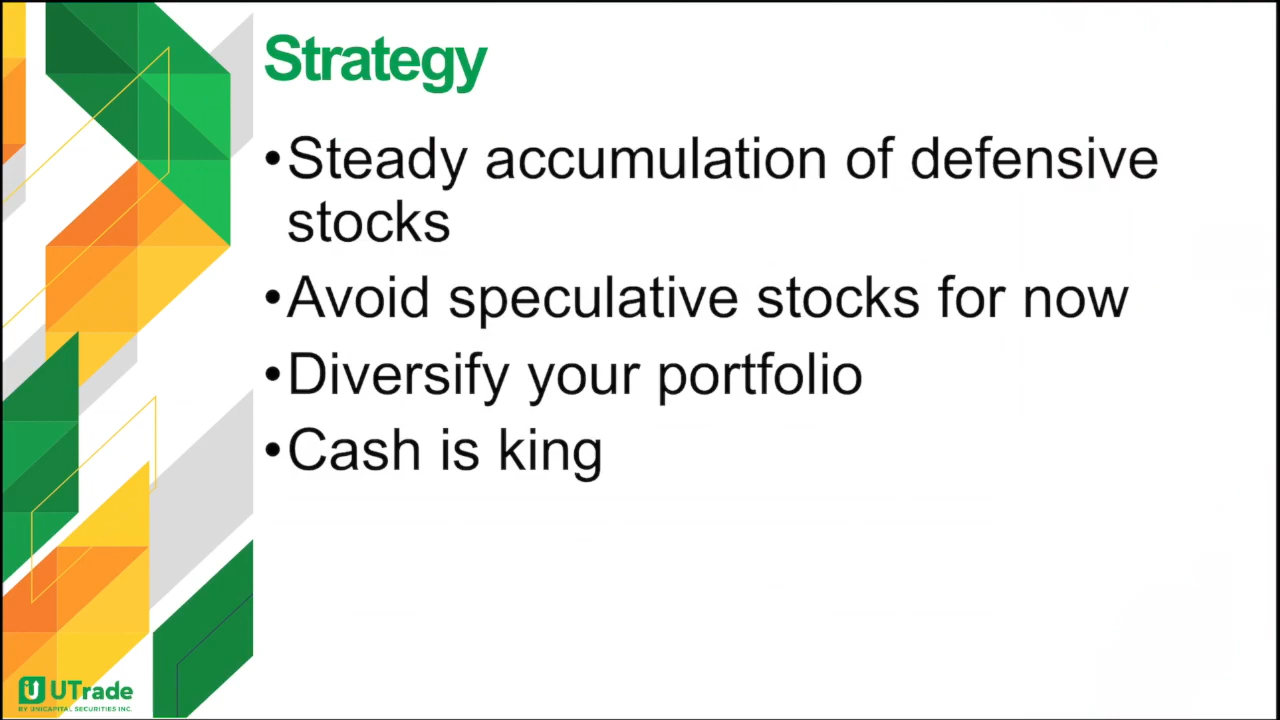 Strategy
•Steady accumulation of defensive
stocks
•Avoid speculative stocks for now
•Diversify your portfolio
•Cash is king
UTrade
BY UNICAPITAL SECURITIES INC.